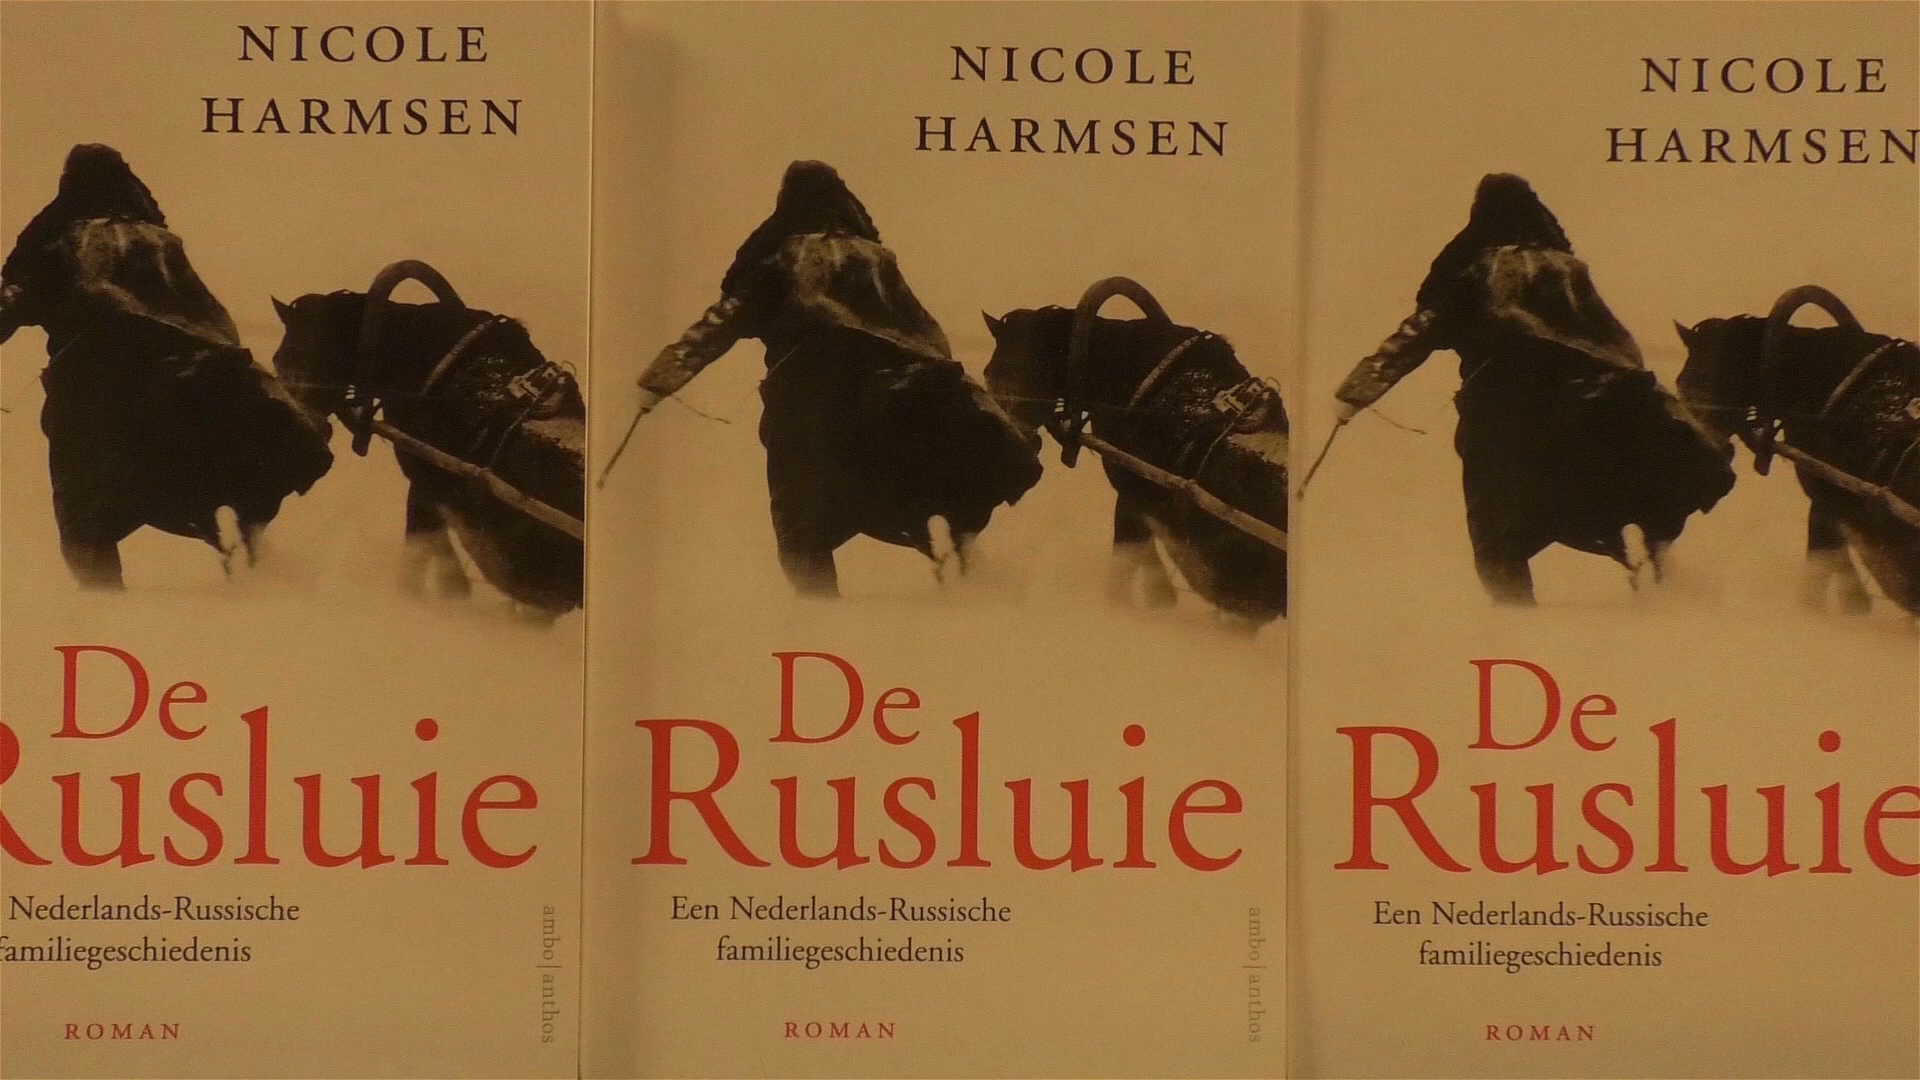 NICOLE
HARMSEN
De
Rusluie
Nederlands-Russische
familiegeschiedenis
ROMAN
ambo|anthos
NICOLE
HARMSEN
De
Rusluie
Een Nederlands-Russische
familiegeschiedenis
ROMAN
ambo|anthos
NICOLE
HARMSEN
De
Rusluie
Een Nederlands-Russische
familiegeschiedenis
ROMAN